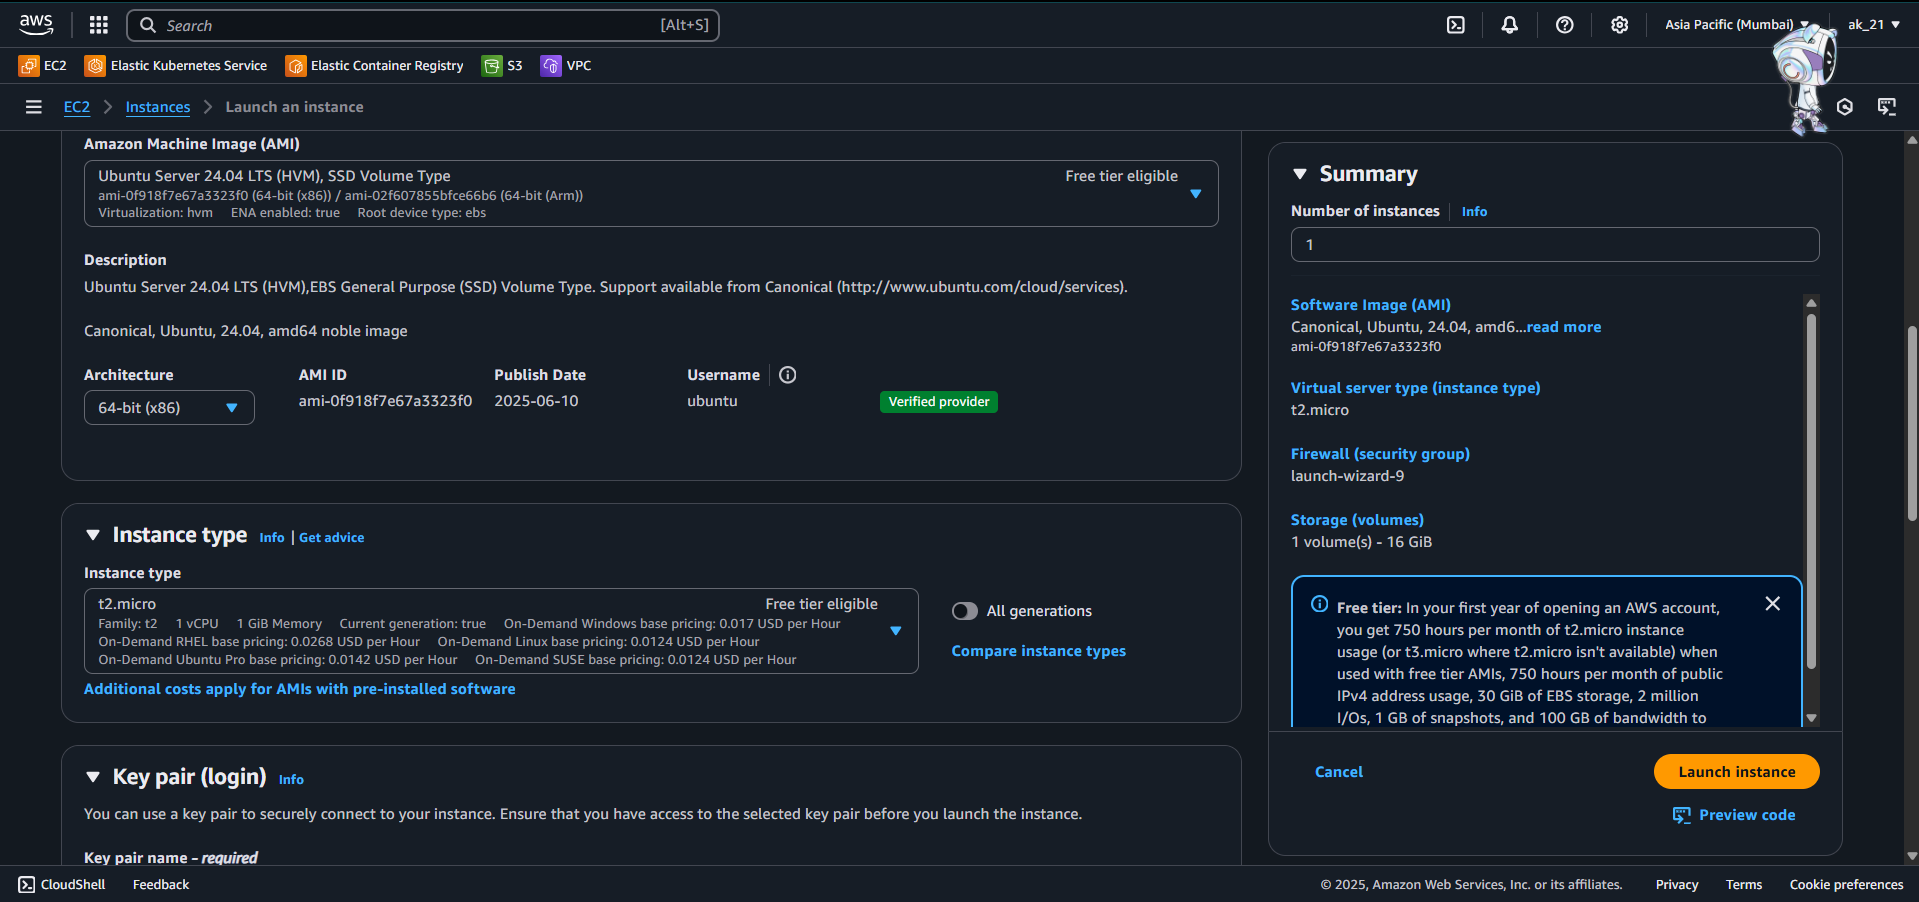 aws
Search [Alt+S]
Asia Pacific (Mumbai)
ak_21
EC2
Elastic Kubernetes Service
Elastic Container Registry
S3
VPC
EC2 > Instances > Launch an instance
Amazon Machine Image (AMI)
Ubuntu Server 24.04 LTS (HVM), SSD Volume Type
Free tier eligible
ami-0f918f7e67a3323f0 (64-bit (x86)) / ami-02f607855bfce66b6 (64-bit (Arm))
Virtualization: hvm ENA enabled: true Root device type: ebs
Description
Ubuntu Server 24.04 LTS (HVM),EBS General Purpose (SSD) Volume Type. Support available from Canonical (http://www.ubuntu.com/cloud/services).
Canonical, Ubuntu, 24.04, amd64 noble image
Architecture
64-bit (x86)
AMI ID
ami-0f918f7e67a3323f0
Publish Date
2025-06-10
Username
ubuntu
Verified provider
Instance type Info | Get advice
Instance type
t2.micro
Free tier eligible
Family: t2 1 vCPU 1 GiB Memory Current generation: true On-Demand Windows base pricing: 0.017 USD per Hour
On-Demand RHEL base pricing: 0.0268 USD per Hour On-Demand Linux base pricing: 0.0124 USD per Hour
On-Demand Ubuntu Pro base pricing: 0.0142 USD per Hour On-Demand SUSE base pricing: 0.0124 USD per Hour
All generations
Compare instance types
Additional costs apply for AMIs with pre-installed software
Key pair (login) Info
You can use a key pair to securely connect to your instance. Ensure that you have access to the selected key pair before you launch the instance.
Key pair name - required
Summary
Number of instances Info
1
Software Image (AMI)
Canonical, Ubuntu, 24.04, amd6...read more
ami-0f918f7e67a3323f0
Virtual server type (instance type)
t2.micro
Firewall (security group)
launch-wizard-9
Storage (volumes)
1 volume(s) - 16 GiB
Free tier: In your first year of opening an AWS account,
you get 750 hours per month of t2.micro instance
usage (or t3.micro where t2.micro isn't available) when
used with free tier AMIs, 750 hours per month of public
IPv4 address usage, 30 GiB of EBS storage, 2 million
I/Os, 1 GB of snapshots, and 100 GB of bandwidth to
Cancel
Launch instance
Preview code
CloudShell
Feedback
© 2025, Amazon Web Services, Inc. or its affiliates.
Privacy
Terms
Cookie preferences